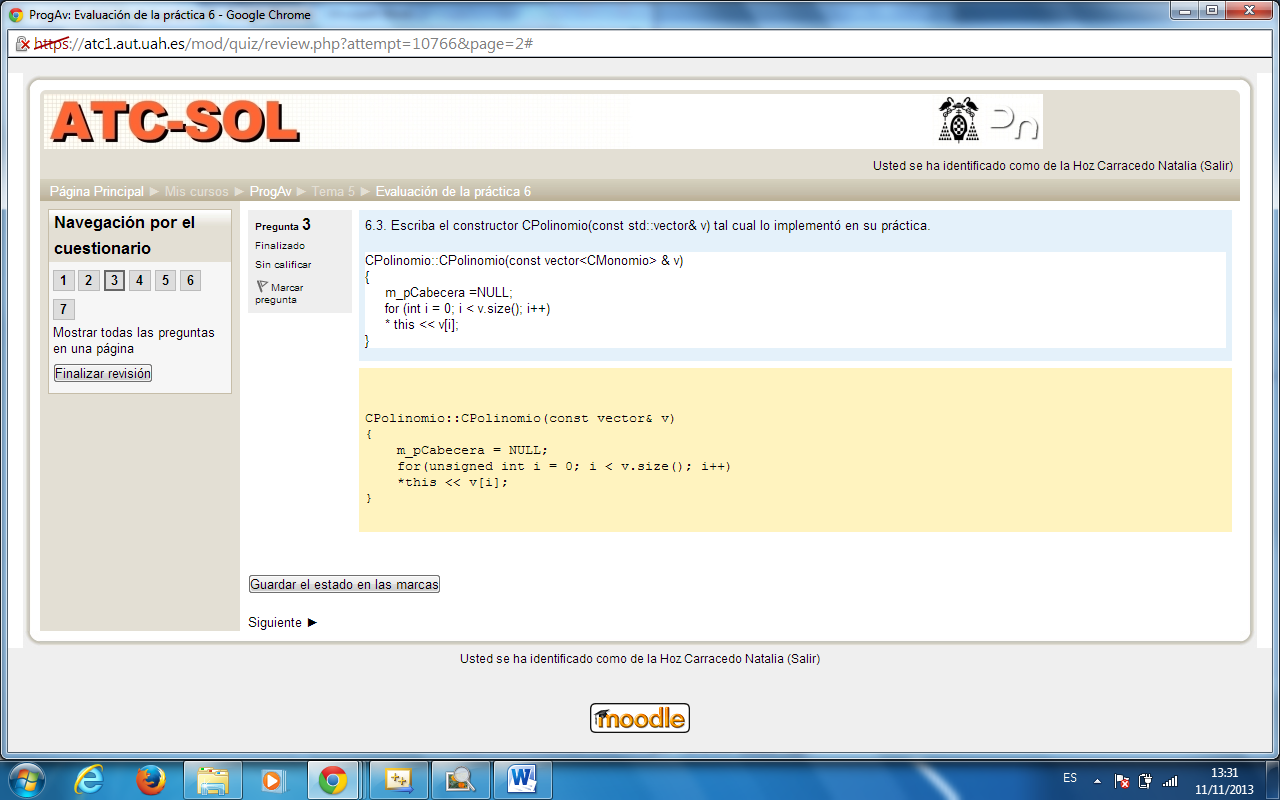 ProgAv: Evaluación de la práctica 6 - Google Chrome
https://atc1.aut.uah.es/mod/quiz/review.php?attempt=10766&page=2#
ATC-SOL
Usted se ha identificado como de la Hoz Carracedo Natalia (Salir)
Página Principal ► Mis cursos ► ProgAv ► Tema 5 ► Evaluación de la práctica 6
Navegación por el
cuestionario
1 2 3 4 5 6
7
Mostrar todas las preguntas
en una página
Finalizar revisión
Pregunta 3
Finalizado
Sin calificar
Marcar
pregunta
6.3. Escriba el constructor CPolinomio(const std::vector& v) tal cual lo implementó en su práctica.
CPolinomio::CPolinomio(const vector<CMonomio> & v)
{
m_pCabecera =NULL;
for (int i = 0; i < v.size(); i++)
* this << v[i];
}
CPolinomio::CPolinomio(const vector& v)
{
m_pCabecera = NULL;
for(unsigned int i = 0; i < v.size(); i++)
*this << v[i];
}
Guardar el estado en las marcas
Siguiente ►
Usted se ha identificado como de la Hoz Carracedo Natalia (Salir)
moodle
ES
13:31
11/11/2013